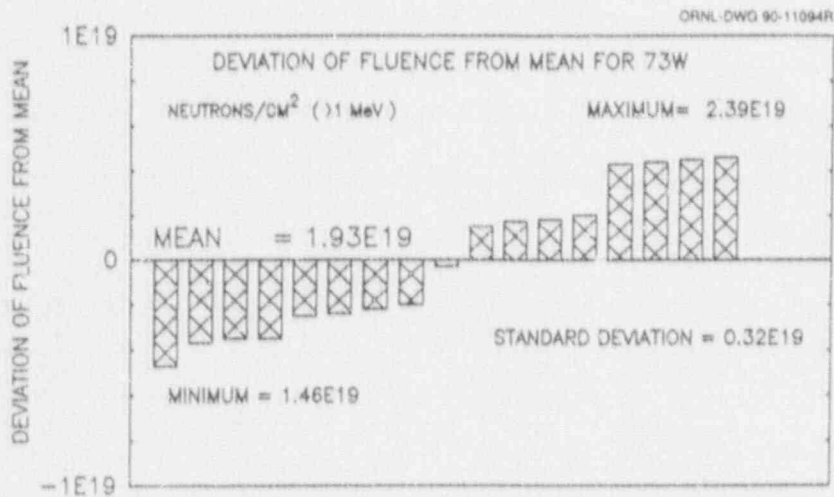 ORNL-DWG 90-11094R
1E19
DEVIATION OF FLUENCE FROM MEAN FOR 73W
NEUTRONS/CM² (>1 MeV)
MAXIMUM= 2.39E19
DEVIATION OF FLUENCE FROM MEAN
MEAN = 1.93E19
0
STANDARD DEVIATION = 0.32E19
MINIMUM = 1.46E19
-1E19